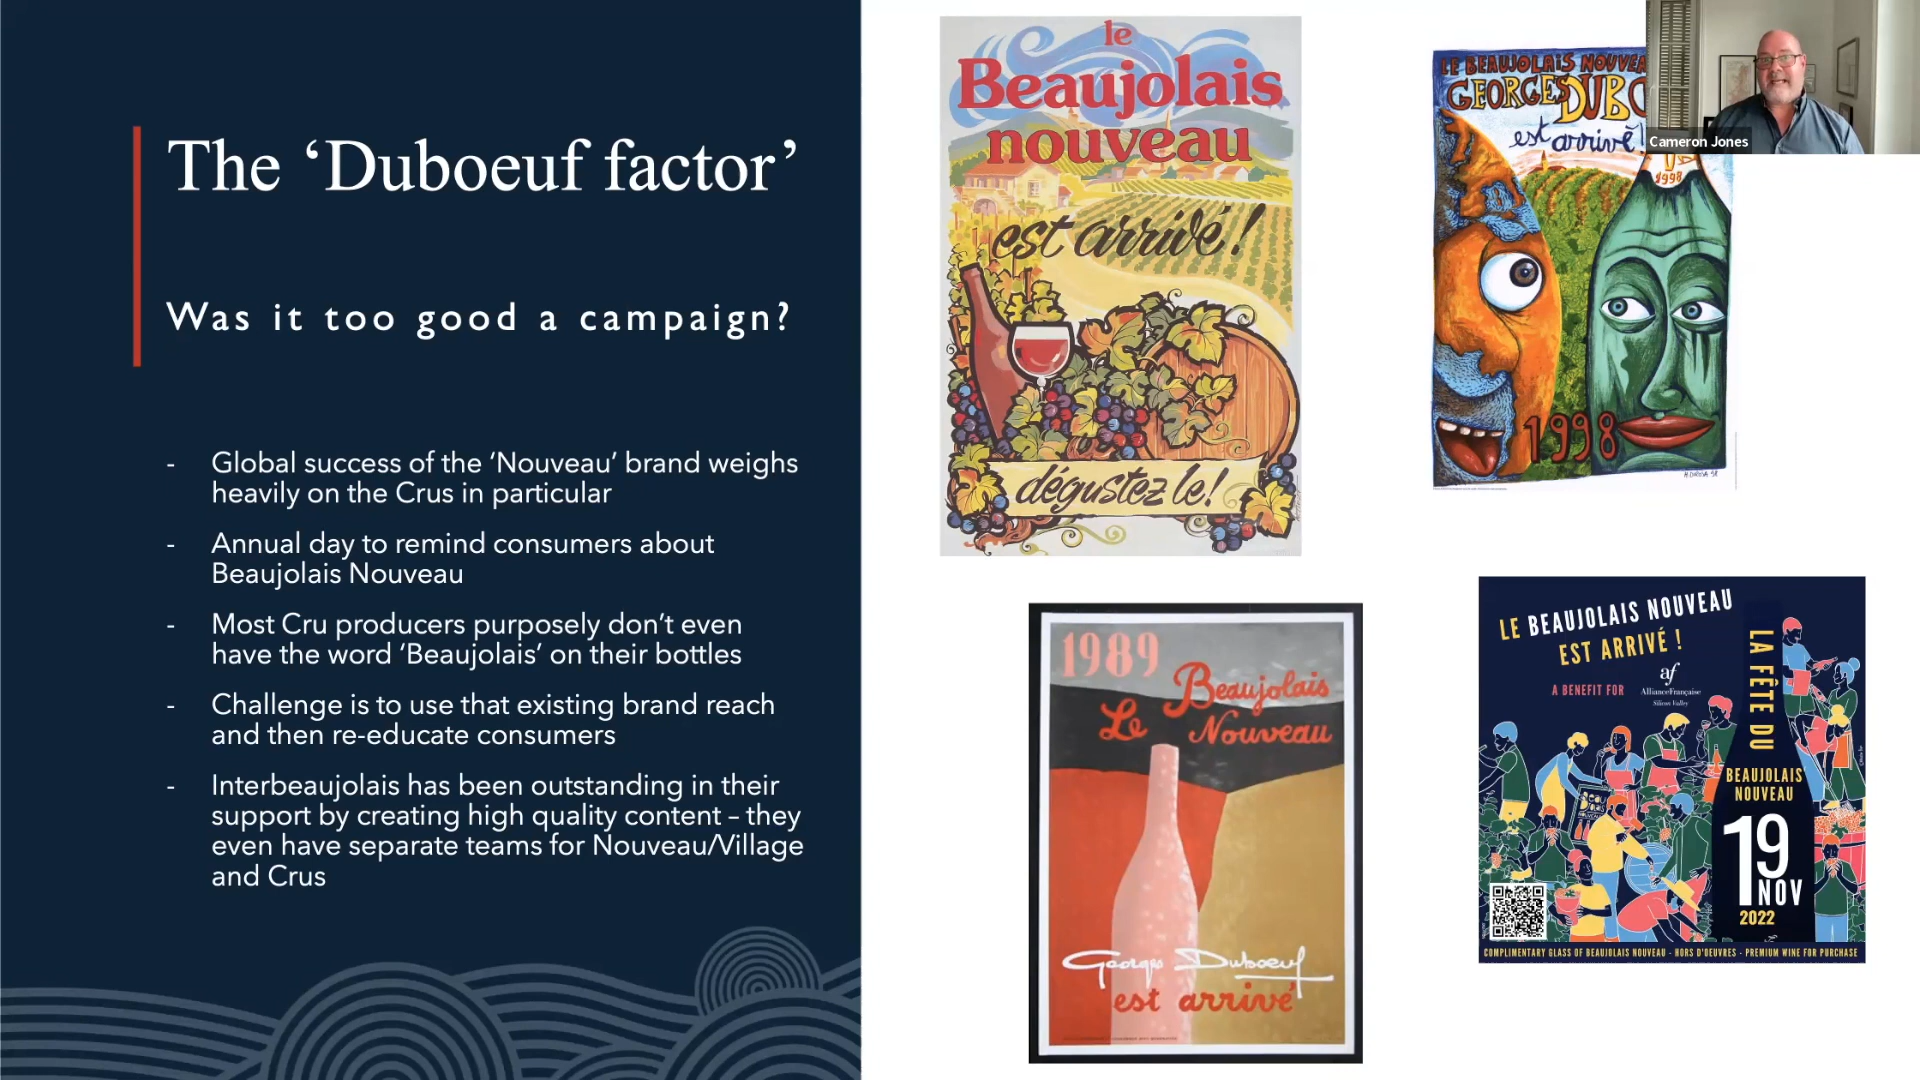 The ‘Duboeuf factor’
Was it too good a campaign?
- Global success of the ‘Nouveau’ brand weighs
heavily on the Crus in particular
- Annual day to remind consumers about
Beaujolais Nouveau
- Most Cru producers purposely don’t even
have the word ‘Beaujolais’ on their bottles
- Challenge is to use that existing brand reach
and then re-educate consumers
- Interbeaujolais has been outstanding in their
support by creating high quality content – they
even have separate teams for Nouveau/Village
and Crus
le
Beaujolais
nouveau
est arrivé !
dégustez le !
LE BEAUJOLAIS NOUVEA
GEORGES DUBO
est arrivé !
1998
1998
Cameron Jones
1989
Le Beaujolais
Nouveau
Georges Duboeuf
est arrivé
LE BEAUJOLAIS NOUVEAU
EST ARRIVÉ !
A BENEFIT FOR
af
AllianceFrançaise
Silicon Valley
LA FÊTE DU
BEAUJOLAIS
NOUVEAU
19
NOV
2022
COMPLIMENTARY GLASS OF BEAUJOLAIS NOUVEAU - HORS D'OEUVRES - PREMIUM WINE FOR PURCHASE